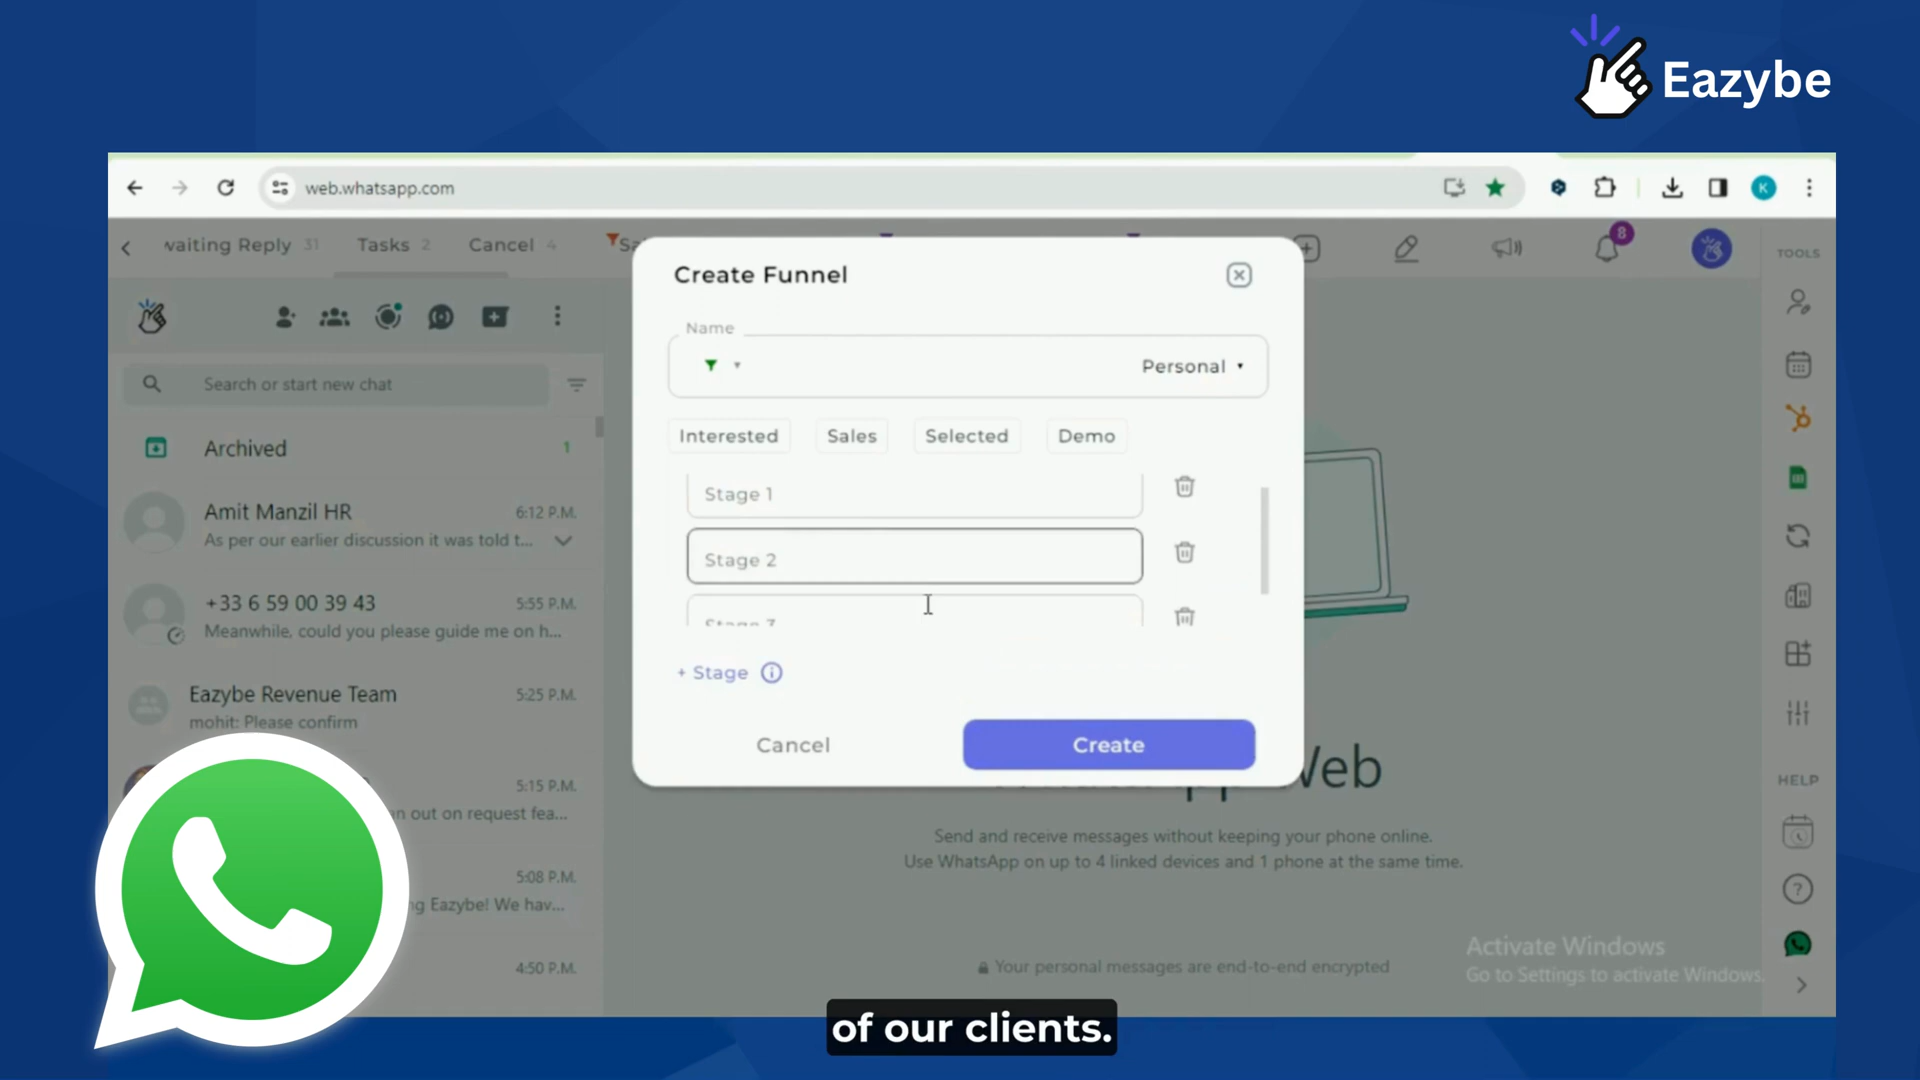 Eazybe
web.whatsapp.com
K
waiting Reply 31 Tasks 2 Cancel 4
8
TOOLS
Create Funnel
Name
Personal
Search or start new chat
Interested Sales Selected Demo
Archived 1
Stage 1
Amit Manzil HR 6:12 P.M.
As per our earlier discussion it was told t...
Stage 2
+33 6 59 00 39 43 5:55 P.M.
Meanwhile, could you please guide me on h...
+ Stage
Eazybe Revenue Team 5:25 P.M.
mohit: Please confirm
Cancel Create
Web
HELP
5:15 P.M.
on request fea...
Send and receive messages without keeping your phone online.
Use WhatsApp on up to 4 linked devices and 1 phone at the same time.
5:08 P.M.
Eazybe! We hav...
4:50 P.M.
Your personal messages are end-to-end encrypted
Activate Windows
Go to Settings to activate Windows.
of our clients.